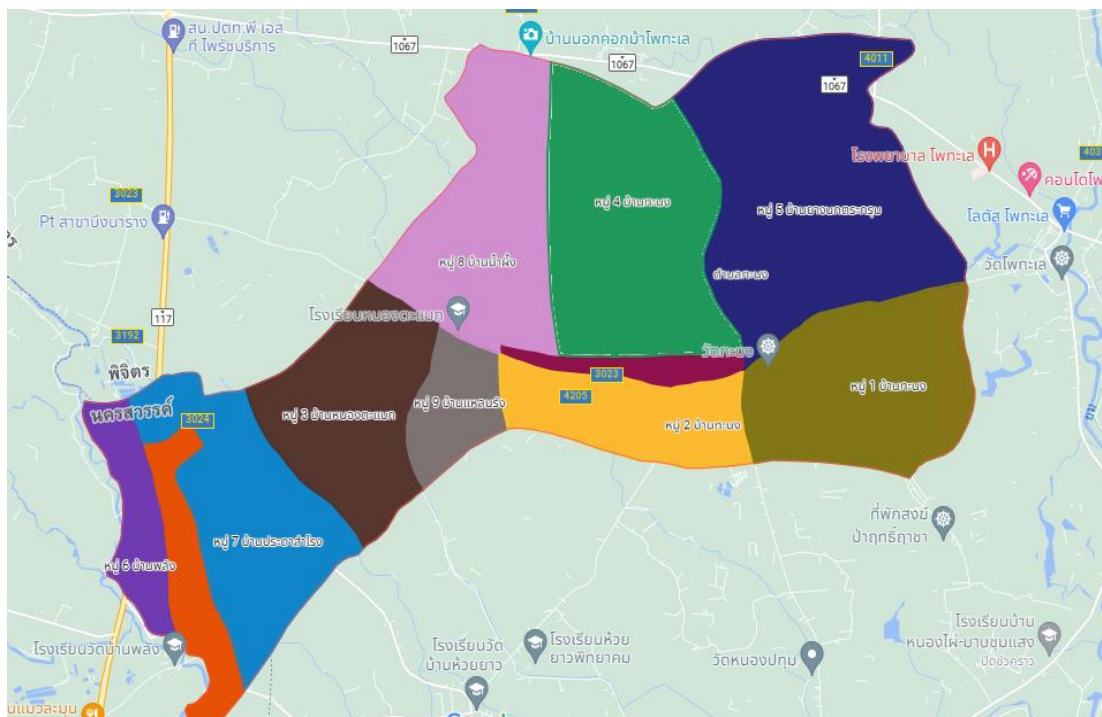 สน.ปตท.พี เอส
ที ไพรัชบริการ
1067
บ้านนอกคอกม้าโพทะเล
1067
4011
1067
โรงพยาบาล โพทะเล
คอนโดโพ
3023
Pt สาขาบึงนาราง
หมู่ 4 บ้านทะนง
หมู่ 5 บ้านยางนกตะกรุม
โลตัส โพทะเล
วัดโพทะเล
หมู่ 8 บ้านน้ำผึ้ง
ตำบลทะนง
โรงเรียนหนองตะแบก
117
3192
วัดทะนง
พิจิตร
3023
หมู่ 1 บ้านทะนง
4205
นครสวรรค์
3024
หมู่ 3 บ้านหนองตะแบก
หมู่ 9 บ้านแหลมรัง
หมู่ 2 บ้านทะนง
ยม
ที่พักสงฆ์
ป่าฤทธิ์ฤาชา
หมู่ 7 บ้านประดาสำโรง
หมู่ 6 บ้านพลัง
โรงเรียนวัดบ้านพลัง
โรงเรียนวัด
บ้านห้วยยาว
โรงเรียนห้วย
ยาวพิทยาคม
วัดหนองปทุม
โรงเรียนบ้าน
หนองไผ่-มาบชุมแสง
ปิดชั่วคราว